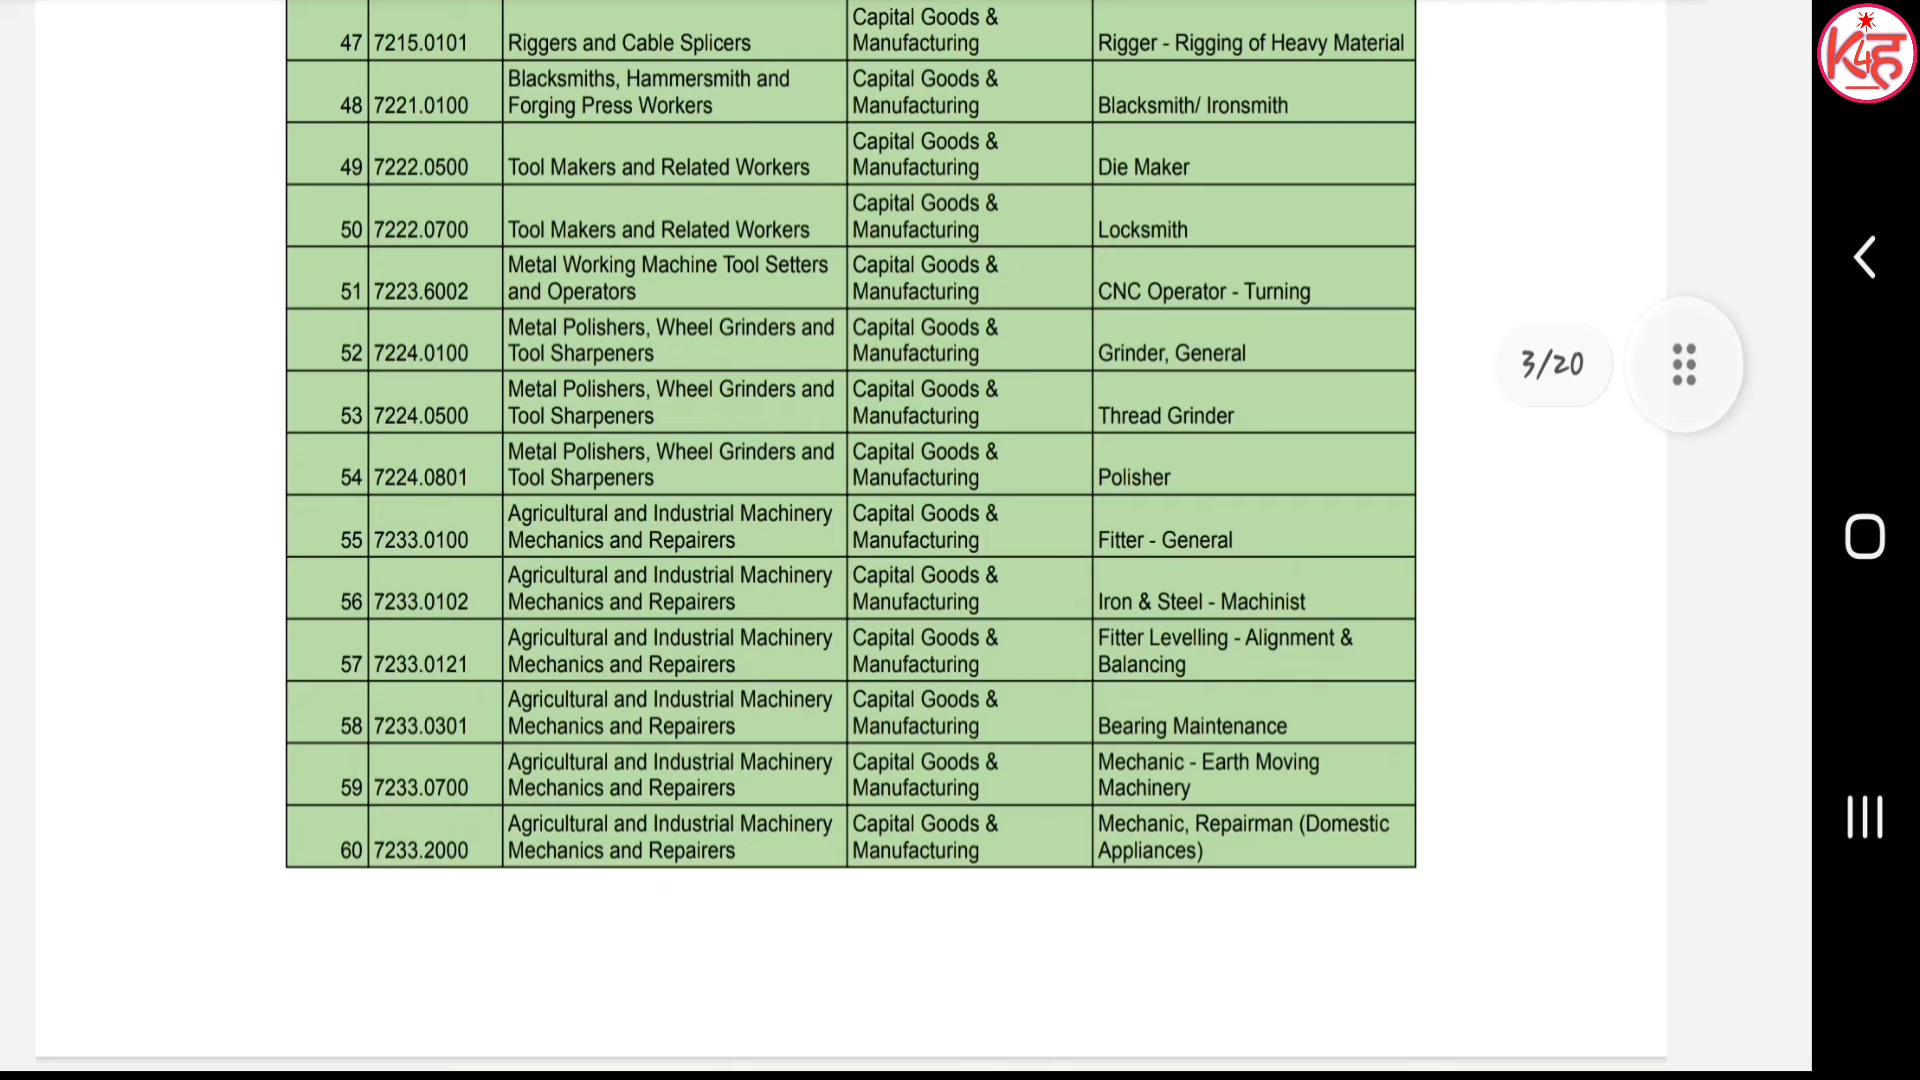 Capital Goods &
47 7215.0101 Riggers and Cable Splicers Manufacturing Rigger - Rigging of Heavy Material
Blacksmiths, Hammersmith and Capital Goods &
48 7221.0100 Forging Press Workers Manufacturing Blacksmith/ Ironsmith
Capital Goods &
49 7222.0500 Tool Makers and Related Workers Manufacturing Die Maker
Capital Goods &
50 7222.0700 Tool Makers and Related Workers Manufacturing Locksmith
Metal Working Machine Tool Setters Capital Goods &
51 7223.6002 and Operators Manufacturing CNC Operator - Turning
Metal Polishers, Wheel Grinders and Capital Goods &
52 7224.0100 Tool Sharpeners Manufacturing Grinder, General
Metal Polishers, Wheel Grinders and Capital Goods &
53 7224.0500 Tool Sharpeners Manufacturing Thread Grinder
Metal Polishers, Wheel Grinders and Capital Goods &
54 7224.0801 Tool Sharpeners Manufacturing Polisher
Agricultural and Industrial Machinery Capital Goods &
55 7233.0100 Mechanics and Repairers Manufacturing Fitter - General
Agricultural and Industrial Machinery Capital Goods &
56 7233.0102 Mechanics and Repairers Manufacturing Iron & Steel - Machinist
Agricultural and Industrial Machinery Capital Goods & Fitter Levelling - Alignment &
57 7233.0121 Mechanics and Repairers Manufacturing Balancing
Agricultural and Industrial Machinery Capital Goods &
58 7233.0301 Mechanics and Repairers Manufacturing Bearing Maintenance
Agricultural and Industrial Machinery Capital Goods & Mechanic - Earth Moving
59 7233.0700 Mechanics and Repairers Manufacturing Machinery
Agricultural and Industrial Machinery Capital Goods & Mechanic, Repairman (Domestic
60 7233.2000 Mechanics and Repairers Manufacturing Appliances)
3/20
K4ह